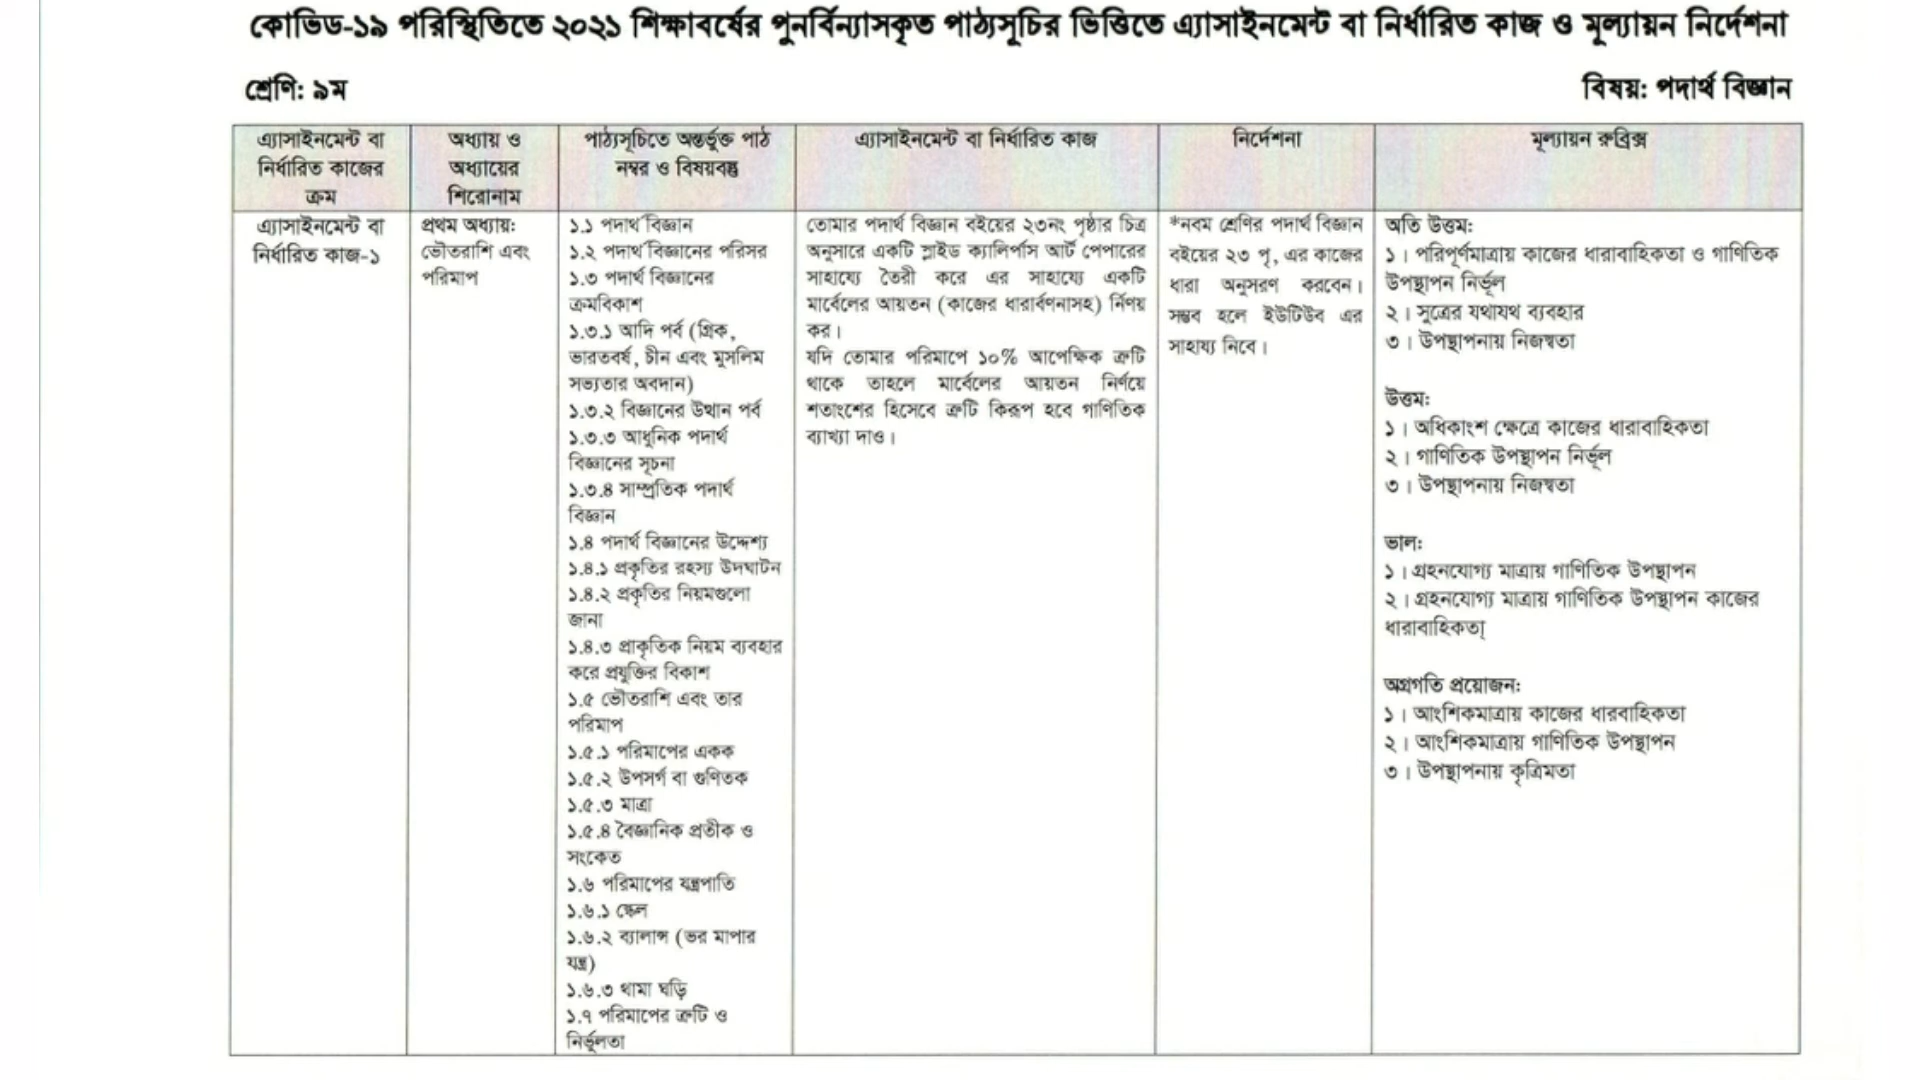 কোভিড-১৯ পরিস্থিতিতে ২০২১ শিক্ষাবর্ষের পুনর্বিন্যাসকৃত পাঠ্যসূচির ভিত্তিতে এ্যাসাইনমেন্ট বা নির্ধারিত কাজ ও মূল্যায়ন নির্দেশনা
শ্রেণি: ৯ম
বিষয়: পদার্থ বিজ্ঞান
এ্যাসাইনমেন্ট বা
নির্ধারিত কাজের
ক্রম
অধ্যায় ও
অধ্যায়ের
শিরোনাম
পাঠ্যসূচিতে অন্তর্ভুক্ত পাঠ
নম্বর ও বিষয়বস্তু
এ্যাসাইনমেন্ট বা নির্ধারিত কাজ
নির্দেশনা
মূল্যায়ন রুব্রিক্স
এ্যাসাইনমেন্ট বা
নির্ধারিত কাজ-১
প্রথম অধ্যায়:
ভৌতরাশি এবং
পরিমাপ
১.১ পদার্থ বিজ্ঞান
১.২ পদার্থ বিজ্ঞানের পরিসর
১.৩ পদার্থ বিজ্ঞানের
ক্রমবিকাশ
১.৩.১ আদি পর্ব (গ্রিক,
ভারতবর্ষ, চীন এবং মুসলিম
সভ্যতার অবদান)
১.৩.২ বিজ্ঞানের উত্থান পর্ব
১.৩.৩ আধুনিক পদার্থ
বিজ্ঞানের সূচনা
১.৩.৪ সাম্প্রতিক পদার্থ
বিজ্ঞান
১.৪ পদার্থ বিজ্ঞানের উদ্দেশ্য
১.৪.১ প্রকৃতির রহস্য উদঘাটন
১.৪.২ প্রকৃতির নিয়মগুলো
জানা
১.৪.৩ প্রাকৃতিক নিয়ম ব্যবহার
করে প্রযুক্তির বিকাশ
১.৫ ভৌতরাশি এবং তার
পরিমাপ
১.৫.১ পরিমাপের একক
১.৫.২ উপসর্গ বা গুণিতক
১.৫.৩ মাত্রা
১.৫.৪ বৈজ্ঞানিক প্রতীক ও
সংকেত
১.৬ পরিমাপের যন্ত্রপাতি
১.৬.১ স্কেল
১.৬.২ ব্যালান্স (ভর মাপার
যন্ত্র)
১.৬.৩ থামা ঘড়ি
১.৭ পরিমাপের ত্রুটি ও
নির্ভুলতা
তোমার পদার্থ বিজ্ঞান বইয়ের ২৩নং পৃষ্ঠার চিত্র
অনুসারে একটি স্লাইড ক্যালির্পাস আর্ট পেপারের
সাহায্যে তৈরী করে এর সাহায্যে একটি
মার্বেলের আয়তন (কাজের ধারার্বণনাসহ) র্নিণয়
কর।
যদি তোমার পরিমাপে ১০% আপেক্ষিক ত্রুটি
থাকে তাহলে মার্বেলের আয়তন নির্ণয়ে
শতাংশের হিসেবে ত্রুটি কিরূপ হবে গাণিতিক
ব্যাখ্যা দাও।
*নবম শ্রেণির পদার্থ বিজ্ঞান
বইয়ের ২৩ পৃ, এর কাজের
ধারা অনুসরণ করবেন।
সম্ভব হলে ইউটিউব এর
সাহায্য নিবে।
অতি উত্তম:
১। পরিপূর্ণমাত্রায় কাজের ধারাবাহিকতা ও গাণিতিক
উপস্থাপন নির্ভূল
২। সুত্রের যথাযথ ব্যবহার
৩। উপস্থাপনায় নিজস্বতা
উত্তম:
১। অধিকাংশ ক্ষেত্রে কাজের ধারাবাহিকতা
২। গাণিতিক উপস্থাপন নির্ভূল
৩। উপস্থাপনায় নিজস্বতা
ভাল:
১। গ্রহনযোগ্য মাত্রায় গাণিতিক উপস্থাপন
২। গ্রহনযোগ্য মাত্রায় গাণিতিক উপস্থাপন কাজের
ধারাবাহিকতা
অগ্রগতি প্রয়োজন:
১। আংশিকমাত্রায় কাজের ধারবাহিকতা
২। আংশিকমাত্রায় গাণিতিক উপস্থাপন
৩। উপস্থাপনায় কৃত্রিমতা